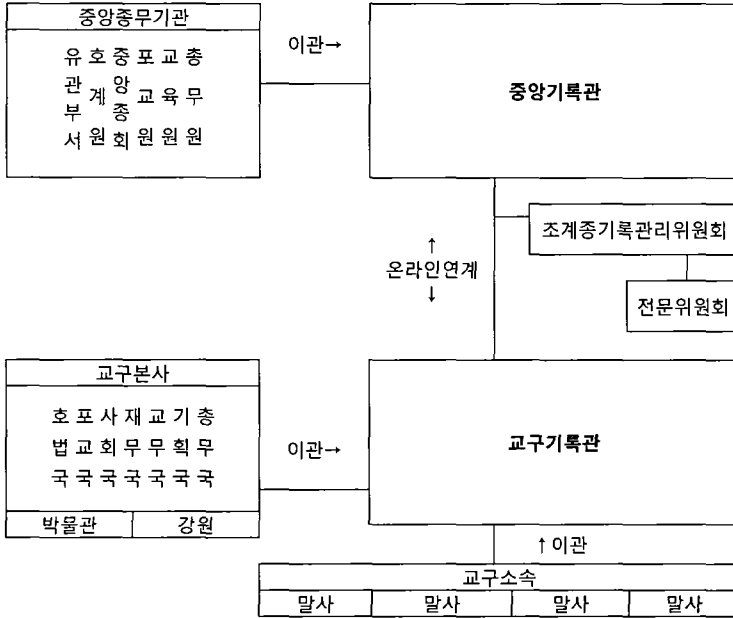 중앙종무기관
총무원
교육원
포교원
중앙종회
호계원
유관부서
이관→
중앙기록관
조계종기록관리위원회
전문위원회
↑
온라인연계
↓
교구본사
총무국
기획국
교무국
재무국
사회국
포교국
호법국
박물관
강원
이관→
교구기록관
↑이관
교구소속
말사 말사 말사 말사